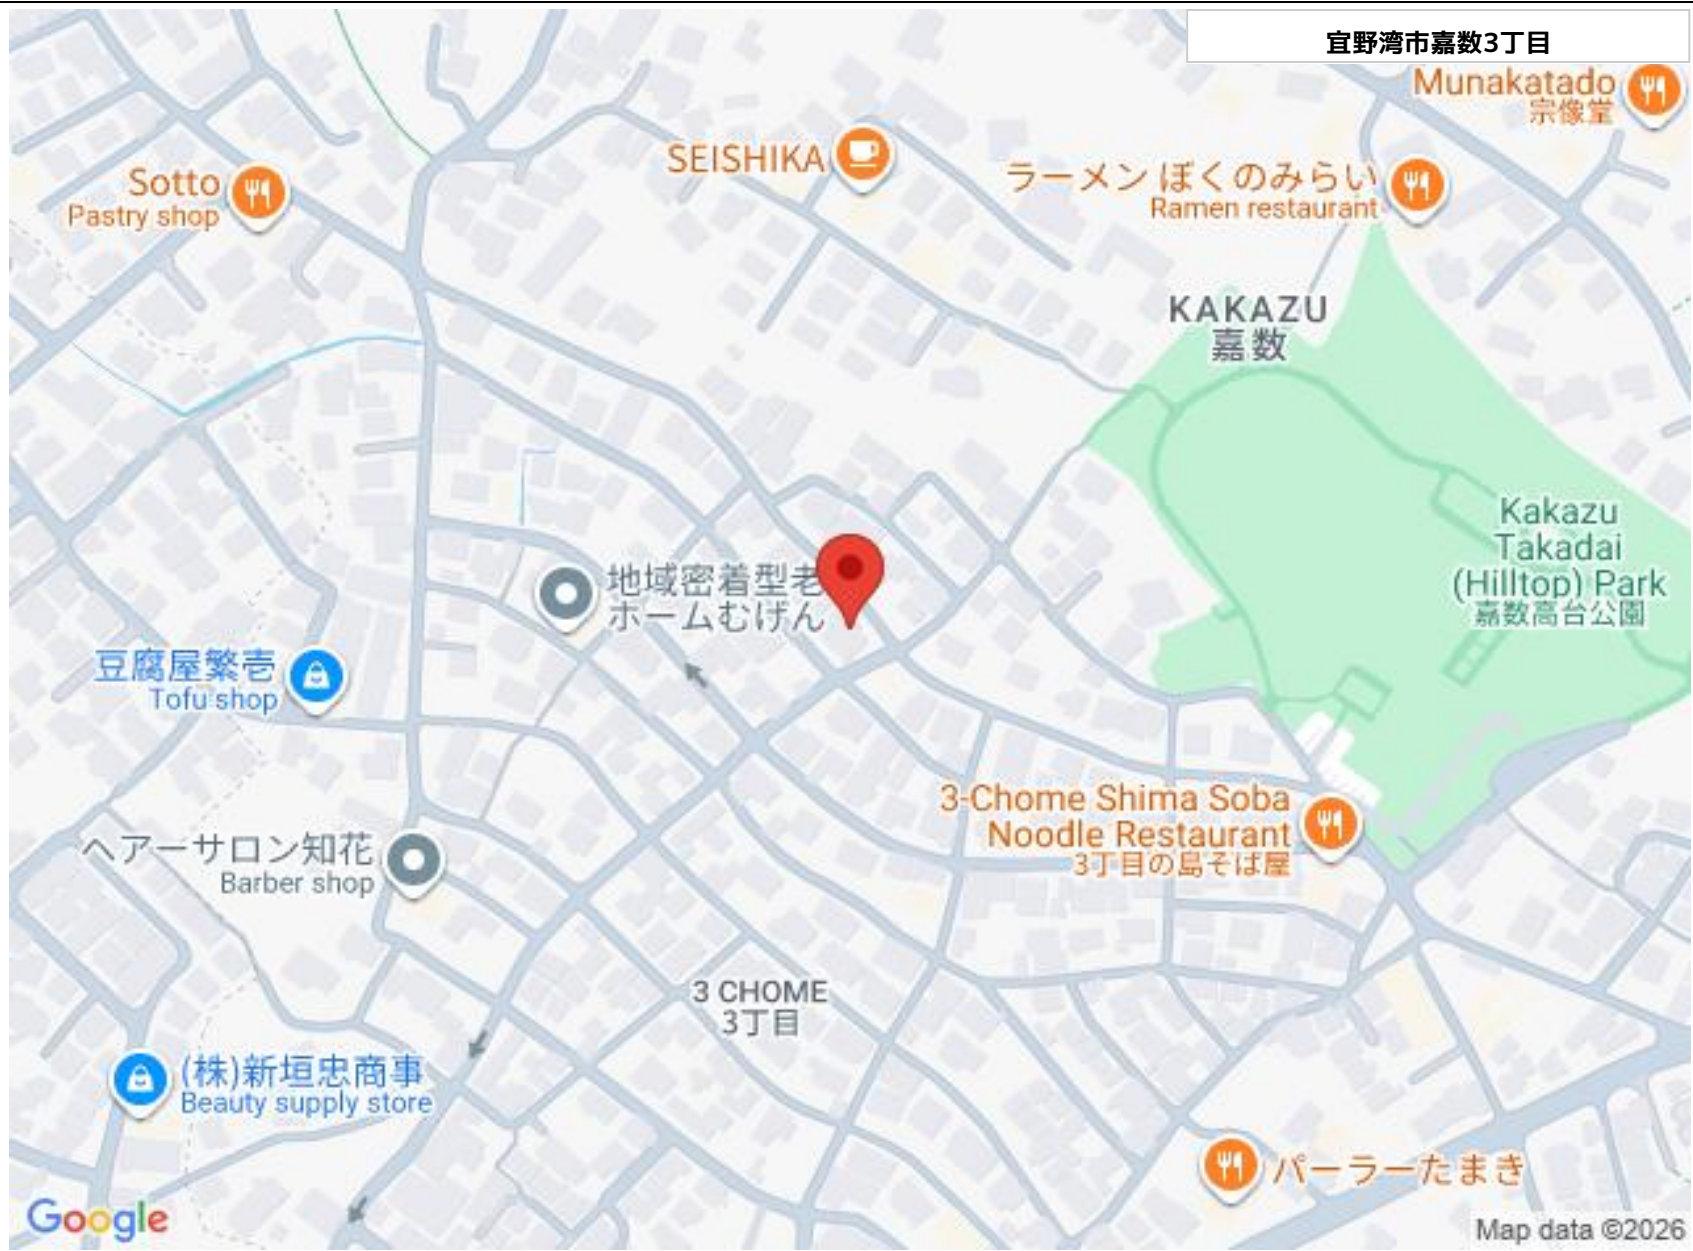 宜野湾市嘉数3丁目
Munakatado
宗像堂
SEISHIKA
ラーメン ぼくのみらい
Ramen restaurant
Sotto
Pastry shop
KAKAZU
嘉数
Kakazu
Takadai
(Hilltop) Park
嘉数高台公園
地域密着型老
ホームむげん
豆腐屋繁壱
Tofu shop
3-Chome Shima Soba
Noodle Restaurant
3丁目の島そば屋
ヘアーサロン知花
Barber shop
3 CHOME
3丁目
(株)新垣忠商事
Beauty supply store
パーラーたまき
Google
Map data ©2026